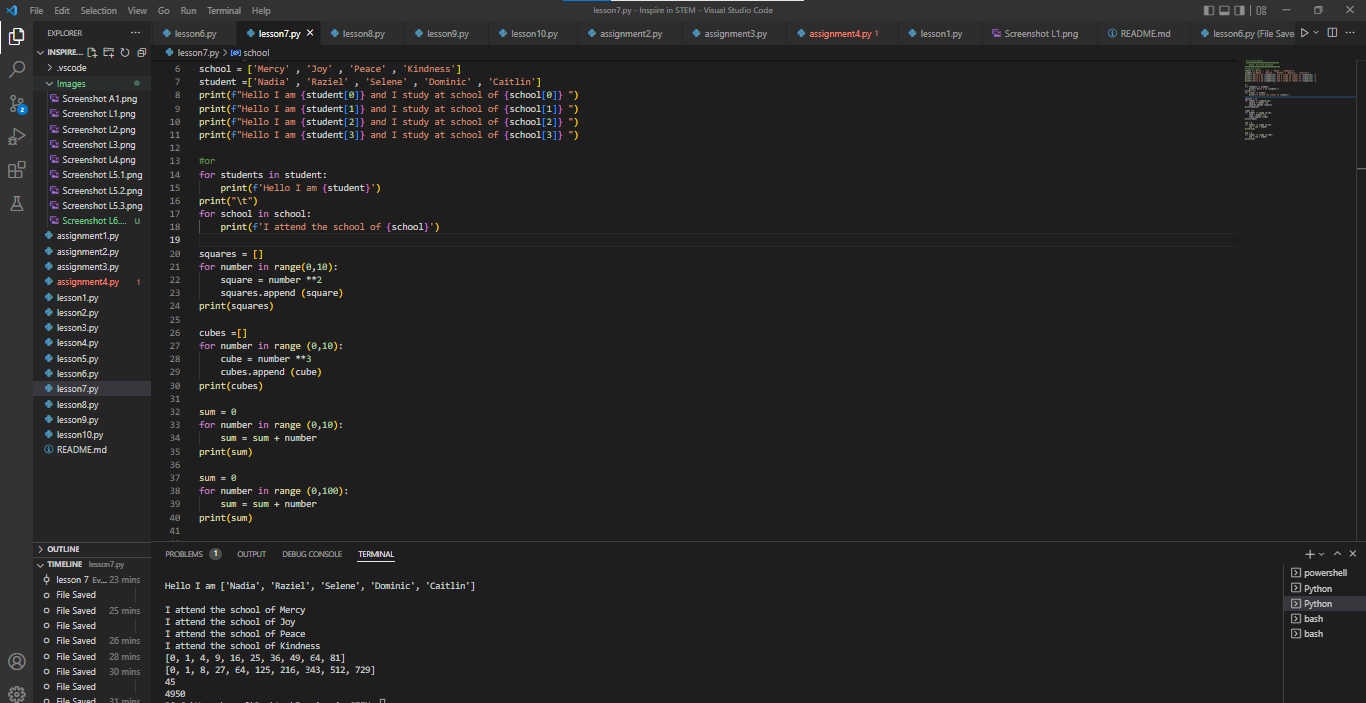 File Edit Selection View Go Run Terminal Help
lesson7.py - Inspire in STEM - Visual Studio Code
EXPLORER
lesson6.py lesson7.py lesson8.py lesson9.py lesson10.py assignment2.py assignment3.py assignment4.py 1 lesson1.py Screenshot L1.png README.md lesson6.py (File Save
INSPIRE...
lesson7.py > school
.vscode
Images
Screenshot A1.png
Screenshot L1.png
Screenshot L2.png
Screenshot L3.png
Screenshot L4.png
Screenshot L5.1.png
Screenshot L5.2.png
Screenshot L5.3.png
Screenshot L6.... U
assignment1.py
assignment2.py
assignment3.py
assignment4.py 1
lesson1.py
lesson2.py
lesson3.py
lesson4.py
lesson5.py
lesson6.py
lesson7.py
lesson8.py
lesson9.py
lesson10.py
README.md
2
OUTLINE
TIMELINE lesson7.py
lesson 7 Ev... 23 mins
File Saved
File Saved 25 mins
File Saved
File Saved 26 mins
File Saved 28 mins
File Saved 30 mins
File Saved
File Saved 31 mins
6 school = ['Mercy' , 'Joy' , 'Peace' , 'Kindness']
7 student =['Nadia' , 'Raziel' , 'Selene' , 'Dominic' , 'Caitlin']
8 print(f"Hello I am {student[0]} and I study at school of {school[0]} ")
9 print(f"Hello I am {student[1]} and I study at school of {school[1]} ")
10 print(f"Hello I am {student[2]} and I study at school of {school[2]} ")
11 print(f"Hello I am {student[3]} and I study at school of {school[3]} ")
12
13 #or
14 for students in student:
15 print(f'Hello I am {student}')
16 print("\t")
17 for school in school:
18 print(f'I attend the school of {school}')
19
20 squares = []
21 for number in range(0,10):
22 square = number **2
23 squares.append (square)
24 print(squares)
25
26 cubes =[]
27 for number in range (0,10):
28 cube = number **3
29 cubes.append (cube)
30 print(cubes)
31
32 sum = 0
33 for number in range (0,10):
34 sum = sum + number
35 print(sum)
36
37 sum = 0
38 for number in range (0,100):
39 sum = sum + number
40 print(sum)
41
PROBLEMS 1 OUTPUT DEBUG CONSOLE TERMINAL
Hello I am ['Nadia', 'Raziel', 'Selene', 'Dominic', 'Caitlin']
I attend the school of Mercy
I attend the school of Joy
I attend the school of Peace
I attend the school of Kindness
[0, 1, 4, 9, 16, 25, 36, 49, 64, 81]
[0, 1, 8, 27, 64, 125, 216, 343, 512, 729]
45
4950
powershell
Python
Python
bash
bash